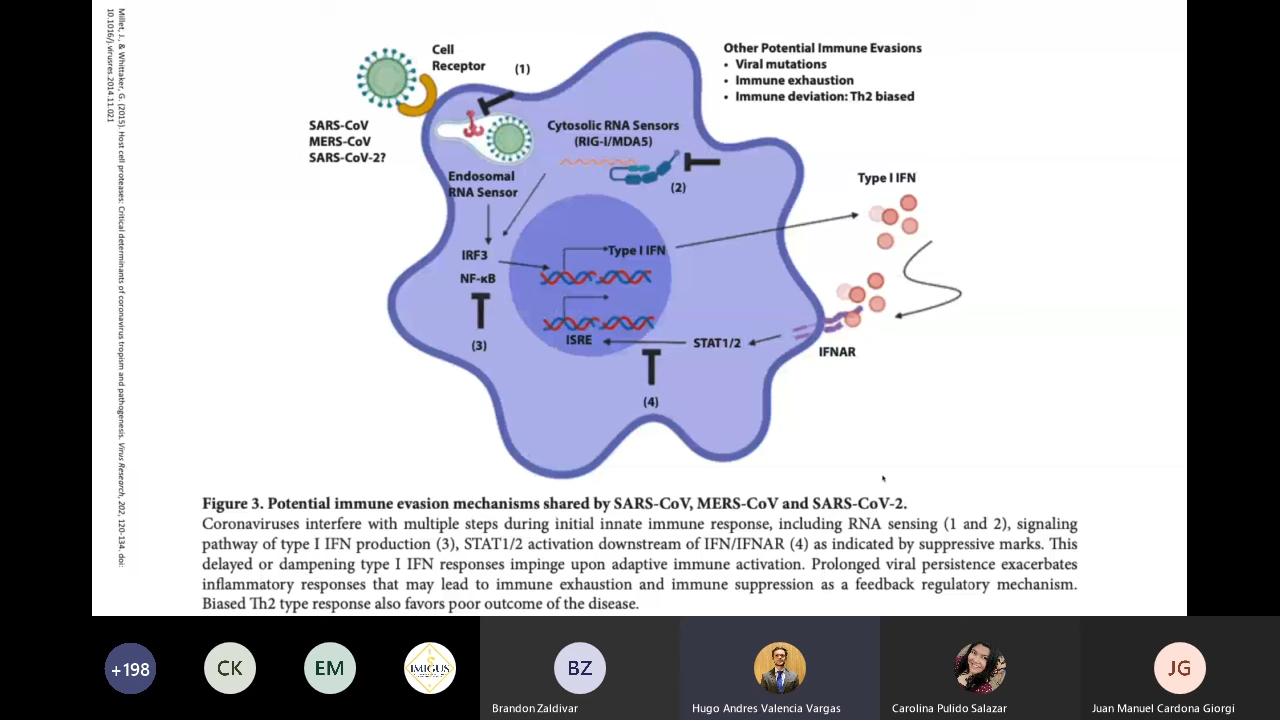 Millet, J., & Whittaker, G. (2015). Host cell proteases: Critical determinants of coronavirus tropism and pathogenesis. Virus Research, 202, 120-134. doi:
10.1016/j.virusres.2014.11.021
Cell
Receptor
(1)
Other Potential Immune Evasions
• Viral mutations
• Immune exhaustion
• Immune deviation: Th2 biased
SARS-CoV
MERS-CoV
SARS-CoV-2?
Cytosolic RNA Sensors
(RIG-I/MDA5)
(2)
Endosomal
RNA Sensor
Type I IFN
IRF3
NF-κB
Type I IFN
(3)
ISRE
STAT1/2
IFNAR
(4)
Figure 3. Potential immune evasion mechanisms shared by SARS-CoV, MERS-CoV and SARS-CoV-2.
Coronaviruses interfere with multiple steps during initial innate immune response, including RNA sensing (1 and 2), signaling
pathway of type I IFN production (3), STAT1/2 activation downstream of IFN/IFNAR (4) as indicated by suppressive marks. This
delayed or dampening type I IFN responses impinge upon adaptive immune activation. Prolonged viral persistence exacerbates
inflammatory responses that may lead to immune exhaustion and immune suppression as a feedback regulatory mechanism.
Biased Th2 type response also favors poor outcome of the disease.
+198
CK
EM
IMIGUS
BZ
JG
Brandon Zaldivar
Hugo Andres Valencia Vargas
Carolina Pulido Salazar
Juan Manuel Cardona Giorgi